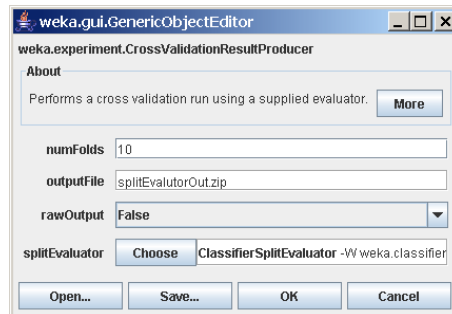 weka.gui.GenericObjectEditor
weka.experiment.CrossValidationResultProducer
About
Performs a cross validation run using a supplied evaluator. More
numFolds 10
outputFile splitEvalutorOut.zip
rawOutput False
splitEvaluator Choose ClassifierSplitEvaluator -W weka.classifier
Open... Save... OK Cancel